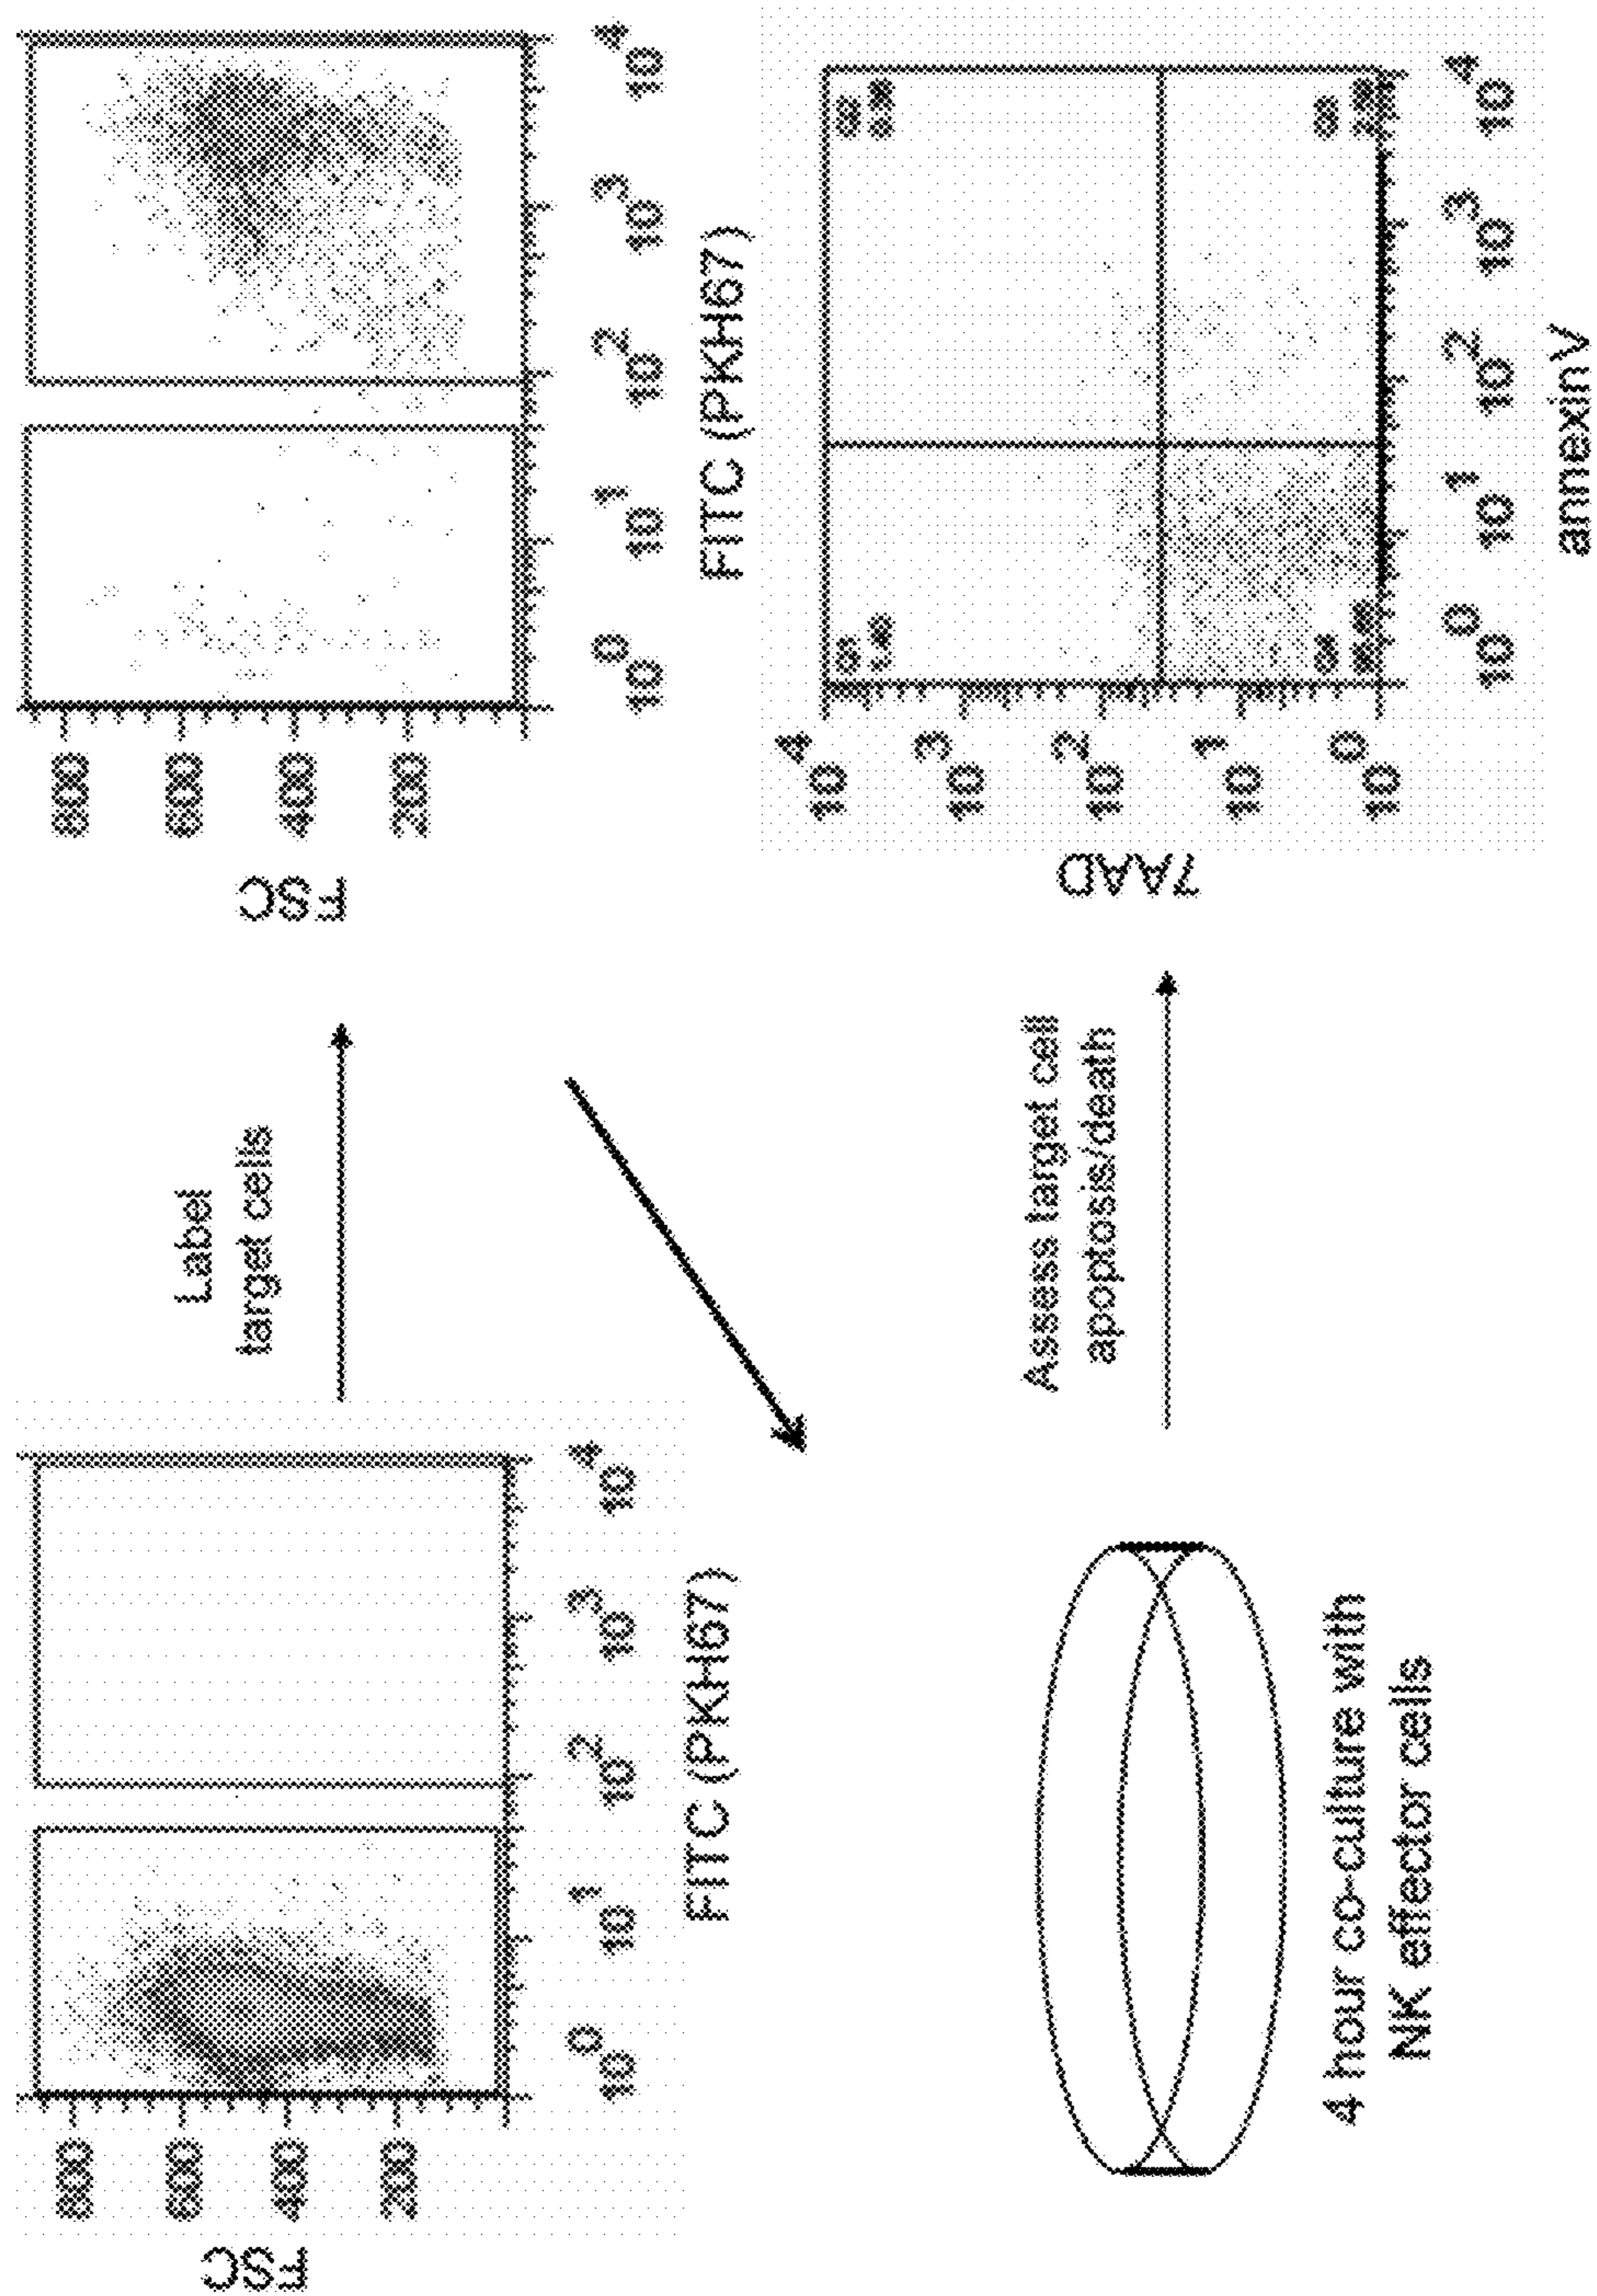 FSC
800
600
400
200
10^0 10^1 10^2 10^3 10^4
FITC (PKH67)
Label
target cells
FSC
800
600
400
200
10^0 10^1 10^2 10^3 10^4
FITC (PKH67)
4 hour co-culture with
NK effector cells
Assess target cell
apoptosis/death
7AAD
10^4
10^3
10^2
10^1
10^0
10^0 10^1 10^2 10^3 10^4
annexinV